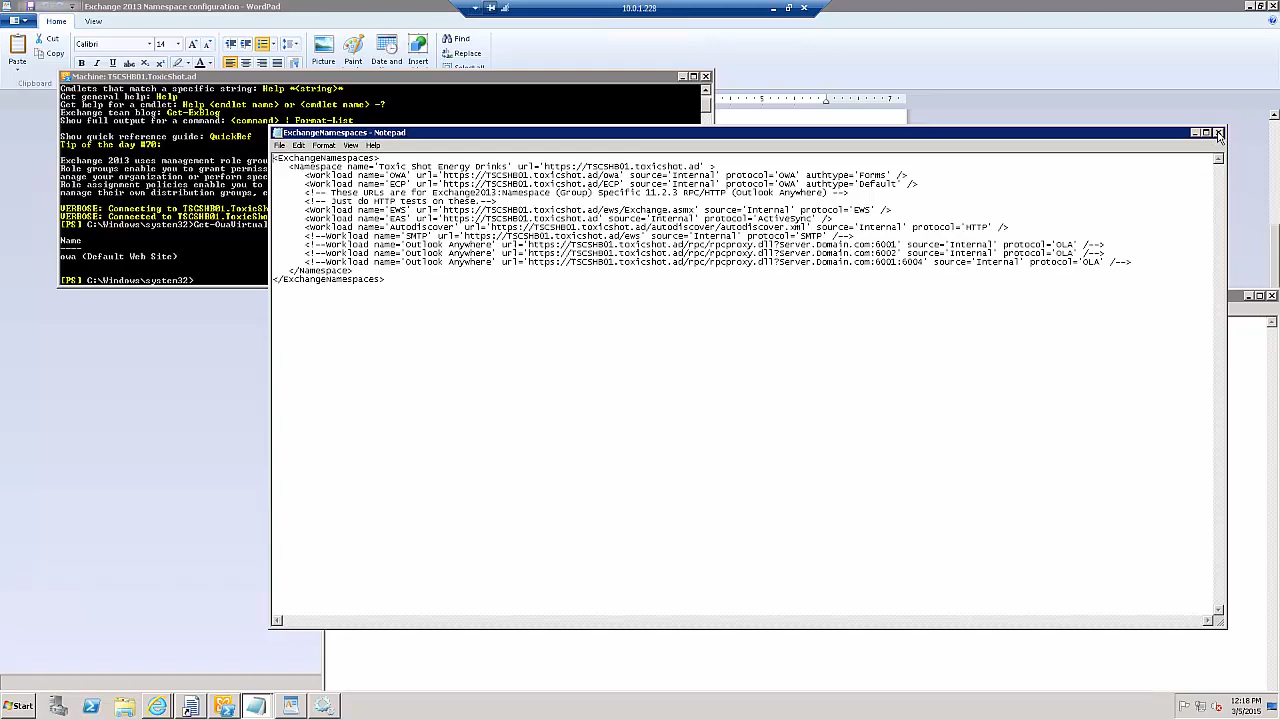 Exchange 2013 Namespace configuration - WordPad
10.0.1.228
Home
View
Cut
Copy
Paste
Clipboard
Calibri
14
Picture
Paint
Date and
Insert
Find
Replace
Select all
5
7
Machine: TSCSHB01.ToxicShot.ad
Cmdlets that match a specific string: Help *<string>*
Get general help: Help
Get help for a cmdlet: Help <cmdlet name> or <cmdlet name> -?
Exchange team blog: Get-ExBlog
Show full output for a command: <command> | Format-List
Show quick reference guide: QuickRef
Tip of the day #70:
Exchange 2013 uses management role grou
Role groups enable you to grant permiss
anage your organization or perform spec
Role assignment policies enable you to
manage their own distribution groups, c
VERBOSE: Connecting to TSCSHB01.ToxicSh
VERBOSE: Connected to TSCSHB01.ToxicShot
[PS] C:\Windows\system32>Get-OwaVirtual
Name
----
owa (Default Web Site)
[PS] C:\Windows\system32>
ExchangeNamespaces - Notepad
File Edit Format View Help
<ExchangeNamespaces>
<Namespace name='Toxic Shot Energy Drinks' url='https://TSCSHB01.toxicshot.ad' >
<Workload name='OWA' url='https://TSCSHB01.toxicshot.ad/owa' source='Internal' protocol='OWA' authtype='Forms' />
<Workload name='ECP' url='https://TSCSHB01.toxicshot.ad/ECP' source='Internal' protocol='OWA' authtype='Default' />
<!-- These URLs are for Exchange2013:Namespace (Group) Specific 11.2.3 RPC/HTTP (Outlook Anywhere) -->
<!-- Just do HTTP tests on these.-->
<Workload name='EWS' url='https://TSCSHB01.toxicshot.ad/ews/Exchange.asmx' source='Internal' protocol='EWS' />
<Workload name='EAS' url='https://TSCSHB01.toxicshot.ad' source='Internal' protocol='ActiveSync' />
<Workload name='Autodiscover' url='https://TSCSHB01.toxicshot.ad/autodiscover/autodiscover.xml' source='Internal' protocol='HTTP' />
<!--Workload name='SMTP' url='https://TSCSHB01.toxicshot.ad/ews' source='Internal' protocol='SMTP' /-->
<!--Workload name='Outlook Anywhere' url='https://TSCSHB01.toxicshot.ad/rpc/rpcproxy.dll?Server.Domain.com:6001' source='Internal' protocol='OLA' /-->
<!--Workload name='Outlook Anywhere' url='https://TSCSHB01.toxicshot.ad/rpc/rpcproxy.dll?Server.Domain.com:6002' source='Internal' protocol='OLA' /-->
<!--Workload name='Outlook Anywhere' url='https://TSCSHB01.toxicshot.ad/rpc/rpcproxy.dll?Server.Domain.com:6001:6004' source='Internal' protocol='OLA' /-->
</Namespace>
</ExchangeNamespaces>
Start
12:18 PM
3/5/2015